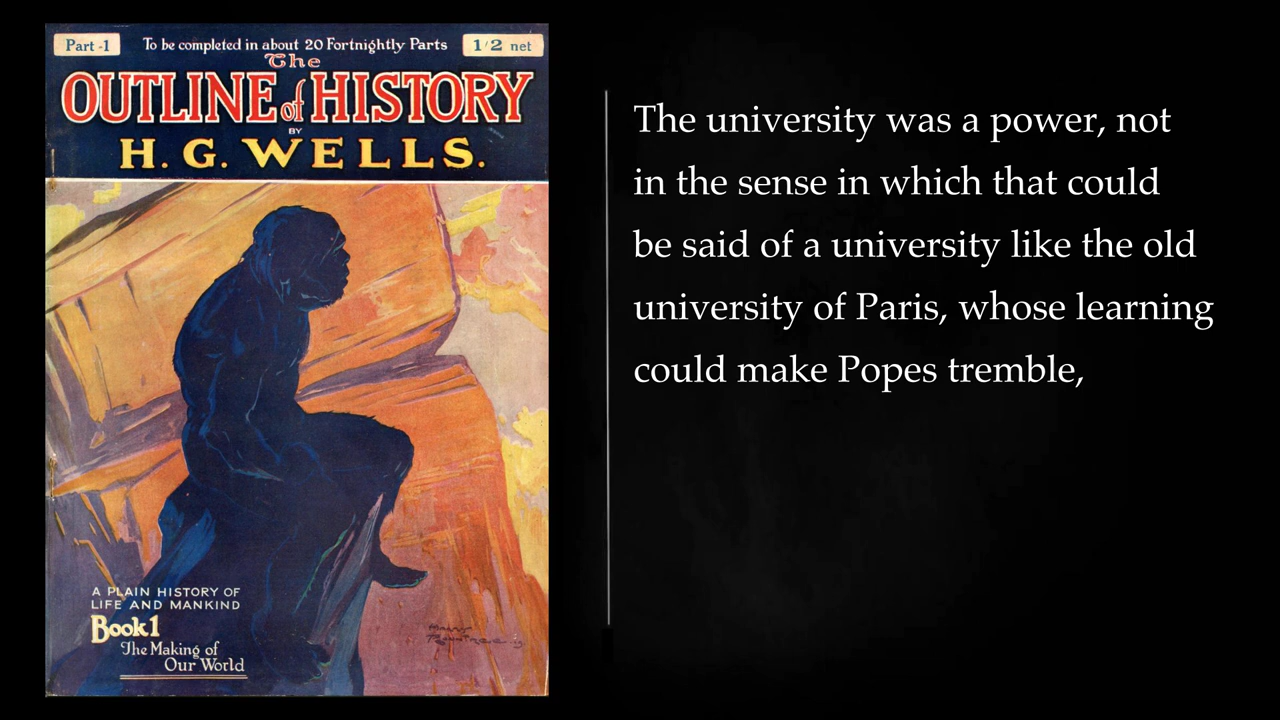 Part -1
To be completed in about 20 Fortnightly Parts
1/2 net
The
OUTLINE of HISTORY
BY
H. G. WELLS.
A PLAIN HISTORY OF
LIFE AND MANKIND
Book 1
The Making of
Our World
The university was a power, not
in the sense in which that could
be said of a university like the old
university of Paris, whose learning
could make Popes tremble,